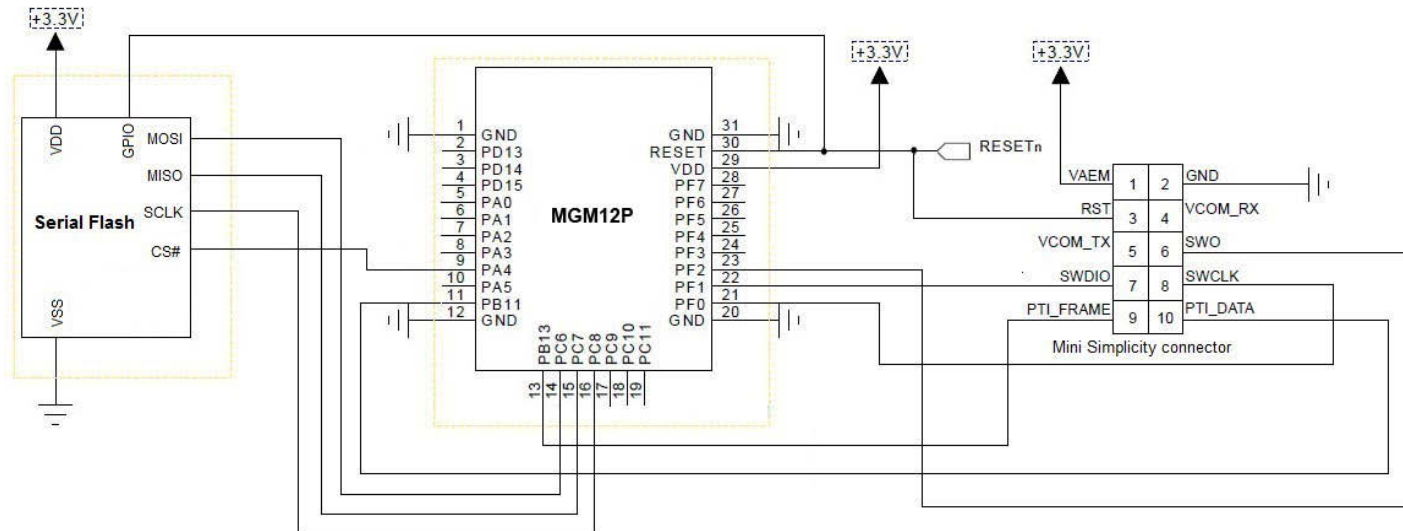 +3.3V
VDD
GPIO
MOSI
MISO
SCLK
CS#
Serial Flash
VSS
MGM12P
1 GND
2 PD13
3 PD14
4 PD15
5 PA0
6 PA1
7 PA2
8 PA3
9 PA4
10 PA5
11 PB11
12 GND
13 PB13
14 PC6
15 PC7
16 PC8
17 PC9
18 PC10
19 PC11
31 GND
30 RESET
29 VDD
28 PF7
27 PF6
26 PF5
25 PF4
24 PF3
23 PF2
22 PF1
21 PF0
20 GND
+3.3V
RESETn
+3.3V
VAEM 1 2 GND
RST 3 4 VCOM_RX
VCOM_TX 5 6 SWO
SWDIO 7 8 SWCLK
PTI_FRAME 9 10 PTI_DATA
Mini Simplicity connector